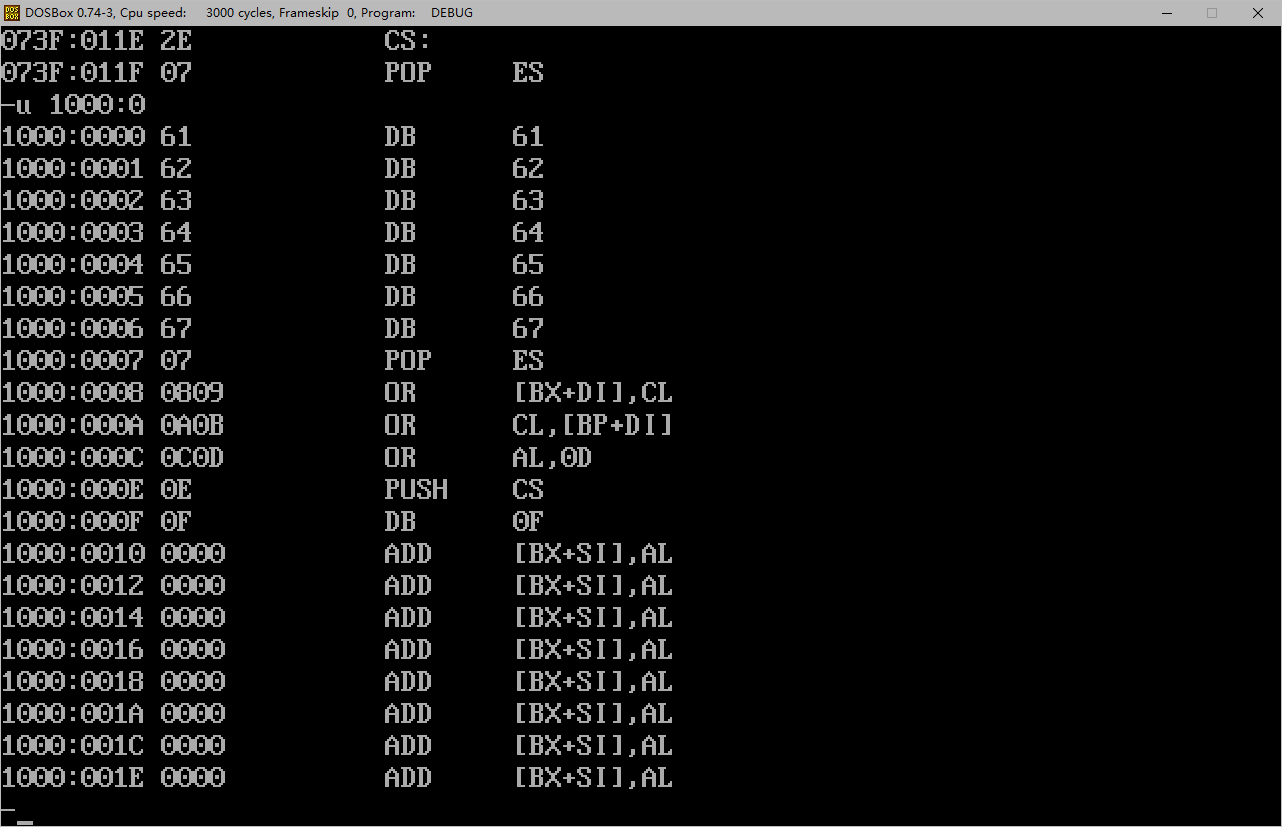 DOSBox 0.74-3, Cpu speed: 3000 cycles, Frameskip 0, Program: DEBUG
073F:011E 2E CS:
073F:011F 07 POP ES
-u 1000:0
1000:0000 61 DB 61
1000:0001 62 DB 62
1000:0002 63 DB 63
1000:0003 64 DB 64
1000:0004 65 DB 65
1000:0005 66 DB 66
1000:0006 67 DB 67
1000:0007 07 POP ES
1000:0008 0809 OR [BX+DI],CL
1000:000A 0A0B OR CL,[BP+DI]
1000:000C 0C0D OR AL,0D
1000:000E 0E PUSH CS
1000:000F 0F DB 0F
1000:0010 0000 ADD [BX+SI],AL
1000:0012 0000 ADD [BX+SI],AL
1000:0014 0000 ADD [BX+SI],AL
1000:0016 0000 ADD [BX+SI],AL
1000:0018 0000 ADD [BX+SI],AL
1000:001A 0000 ADD [BX+SI],AL
1000:001C 0000 ADD [BX+SI],AL
1000:001E 0000 ADD [BX+SI],AL
-_